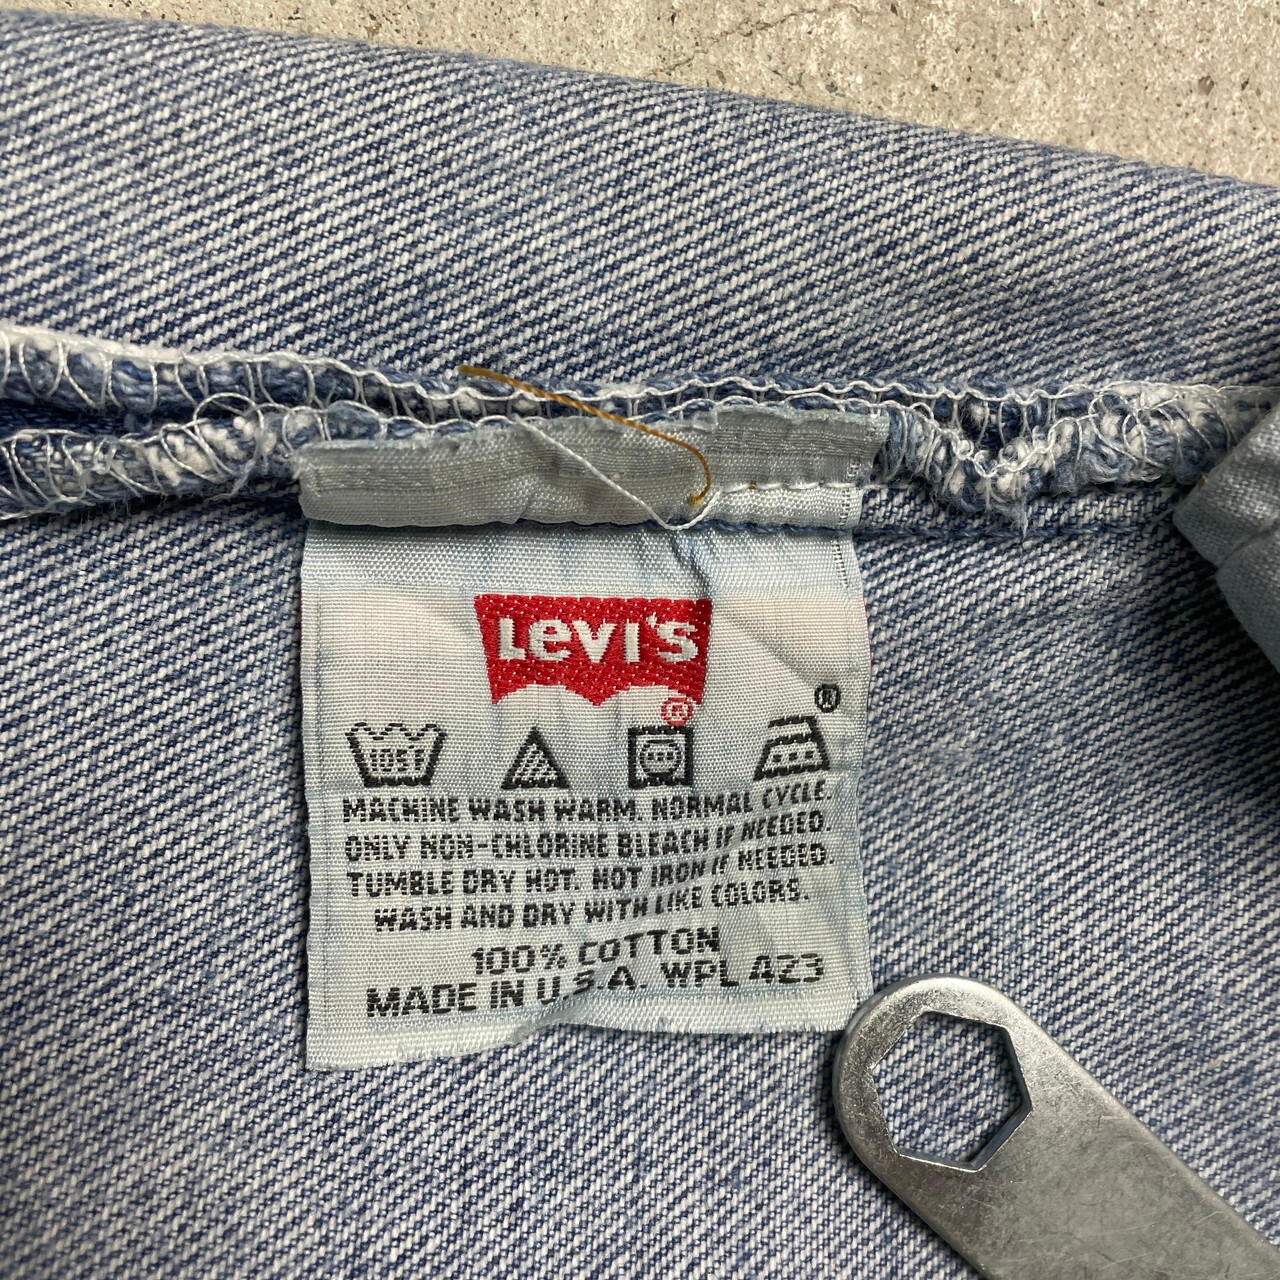 LEVI'S
®
®
105F
MACHINE WASH WARM. NORMAL CYCLE.
ONLY NON-CHLORINE BLEACH IF NEEDED.
TUMBLE DRY HOT. HOT IRON IF NEEDED.
WASH AND DRY WITH LIKE COLORS.
100% COTTON
MADE IN U.S.A. WPL 423